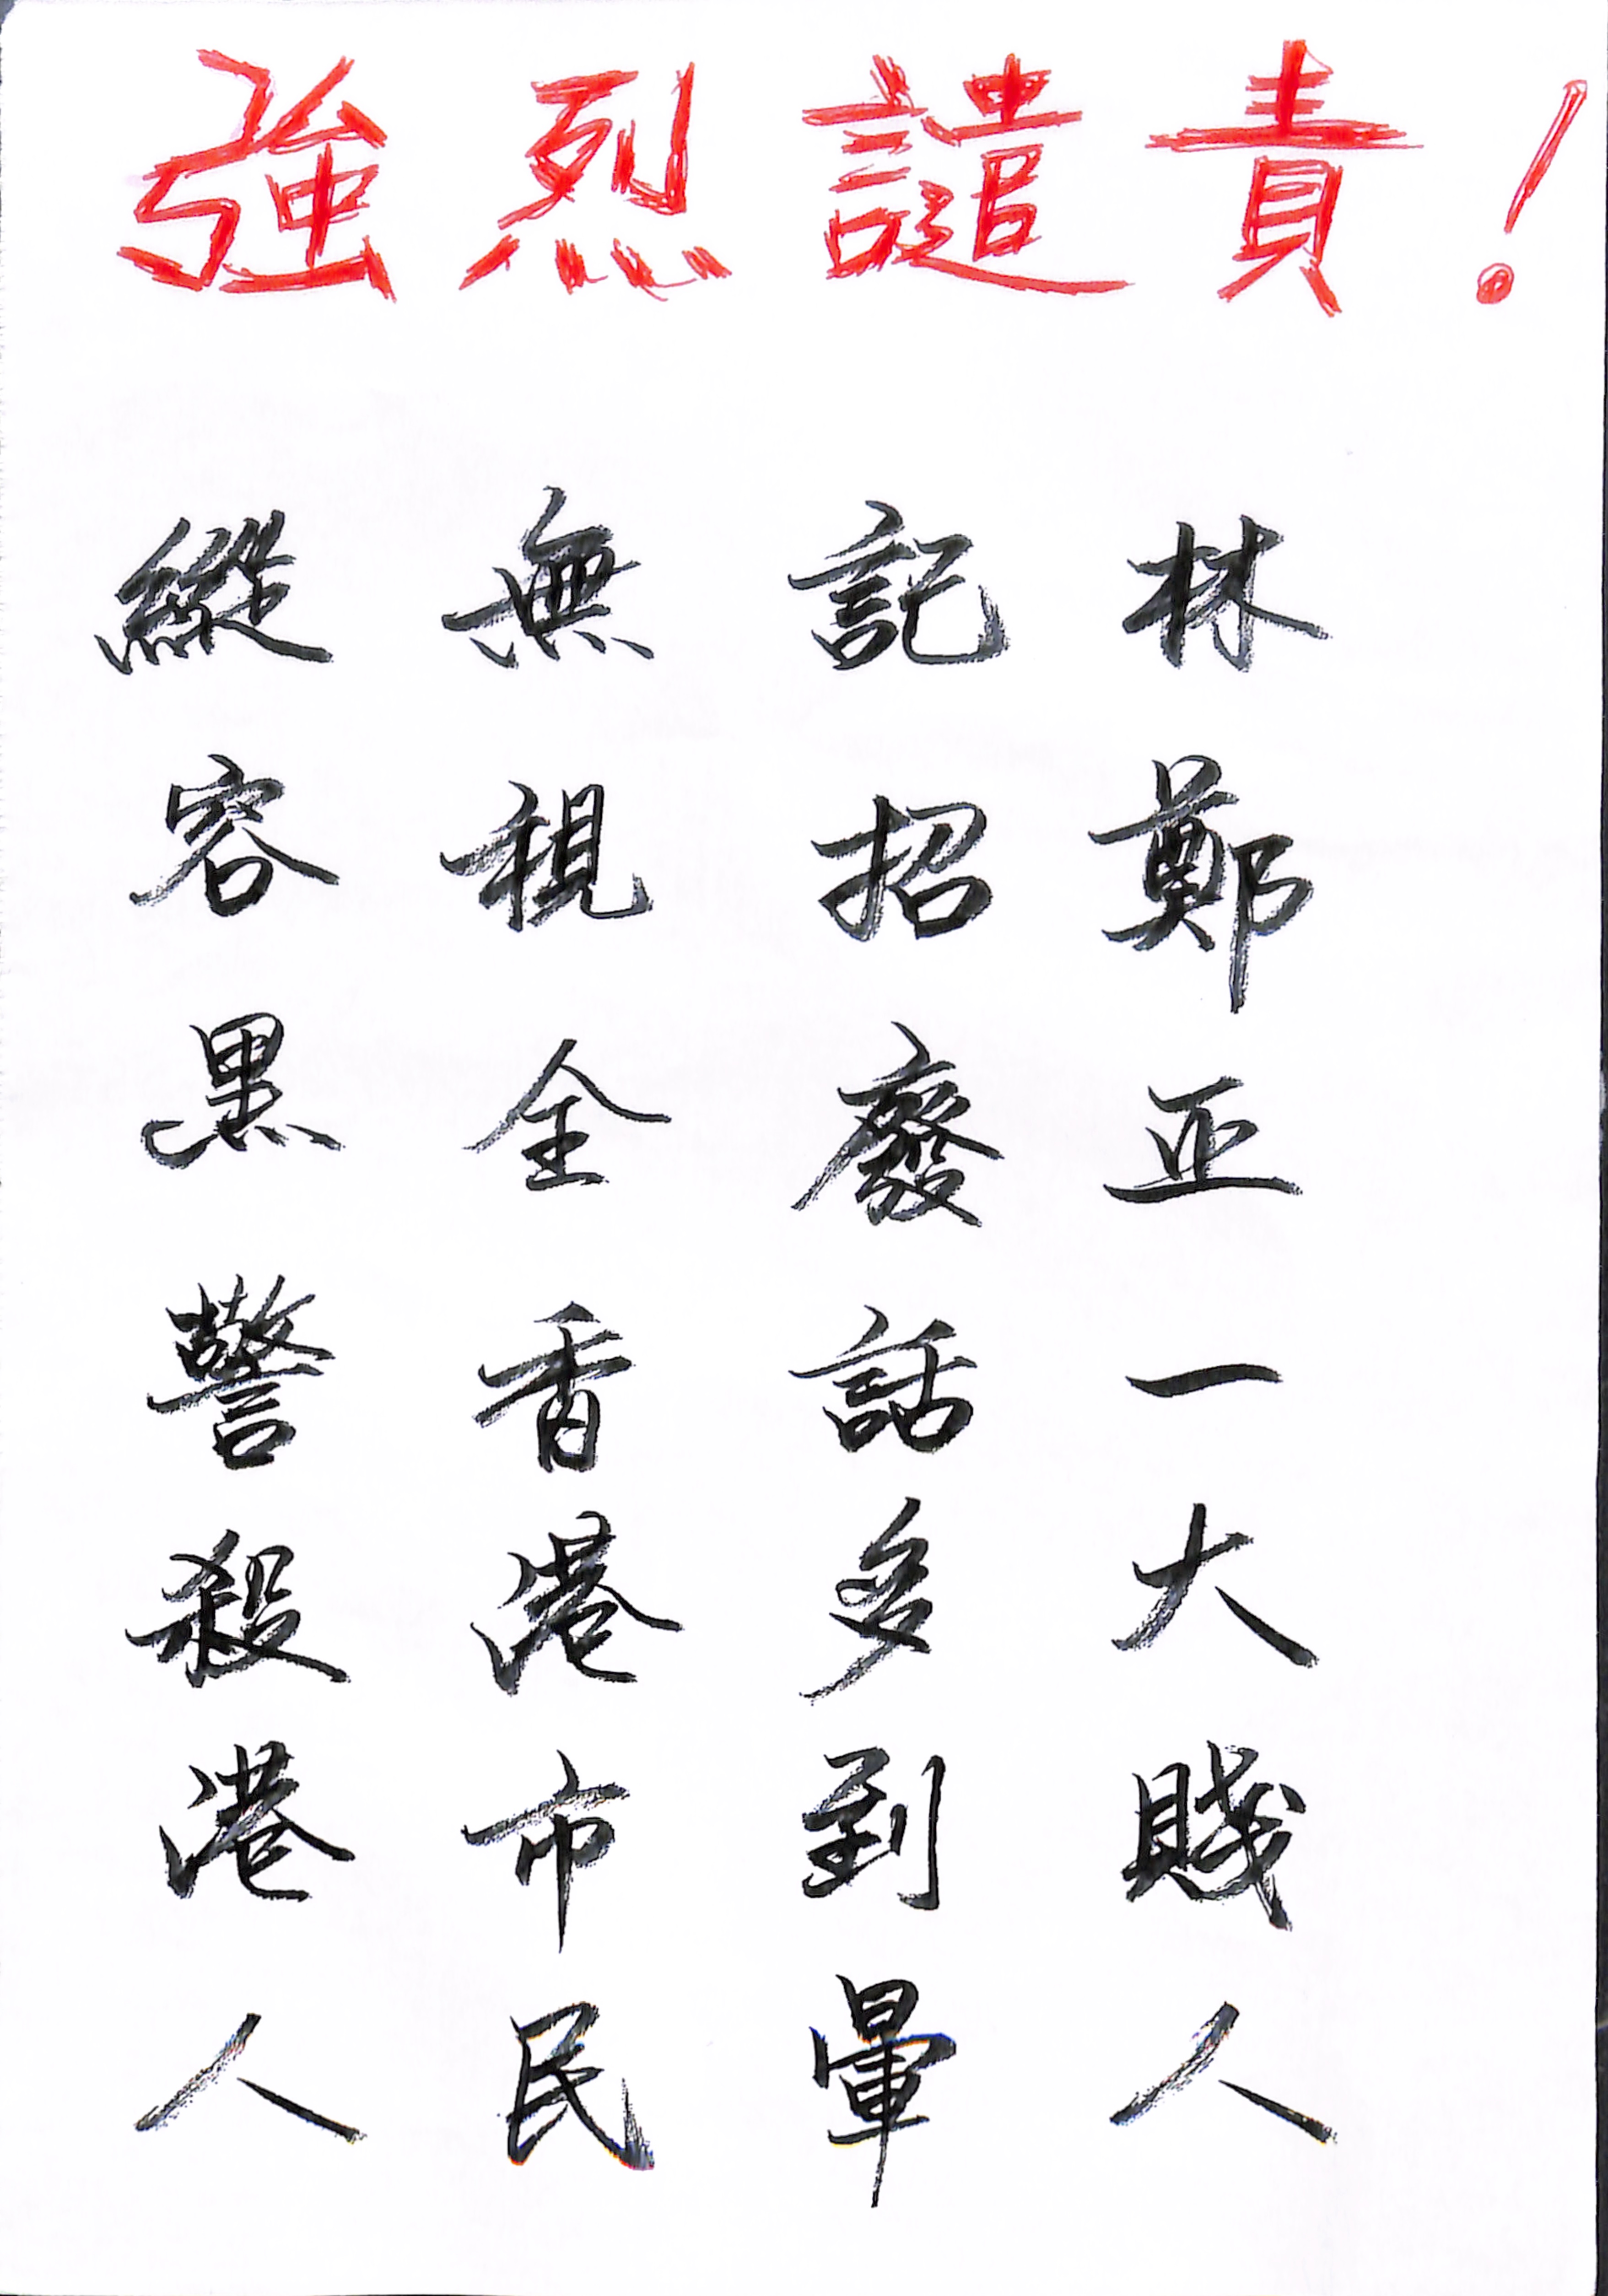 強烈譴責！
林鄭正一大賤人
記招廢話多到暈
無視全香港市民
縱容黑警殺港人